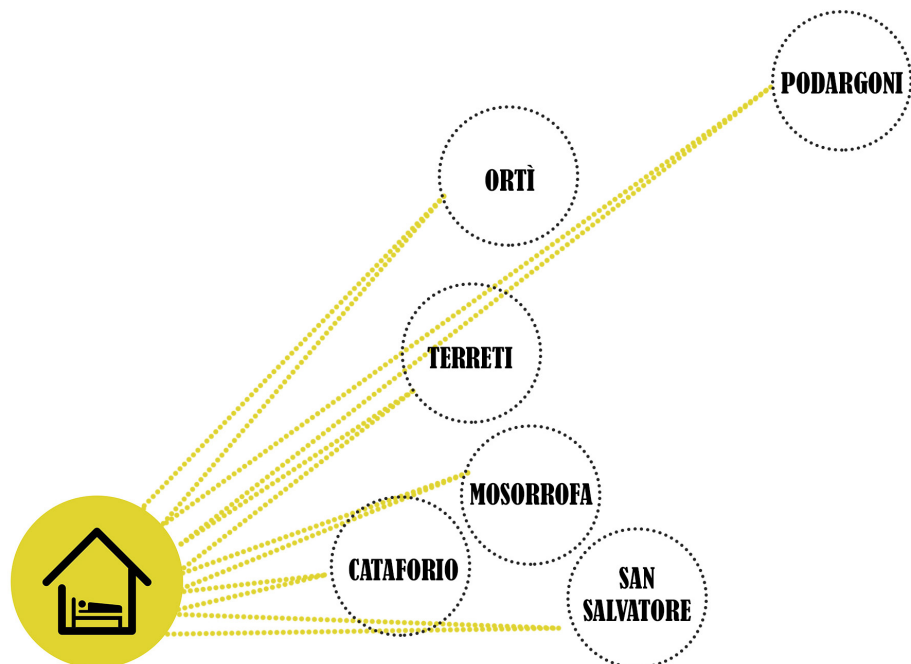 PODARGONI
ORTÌ
TERRETI
MOSORROFA
CATAFORIO
SAN
SALVATORE